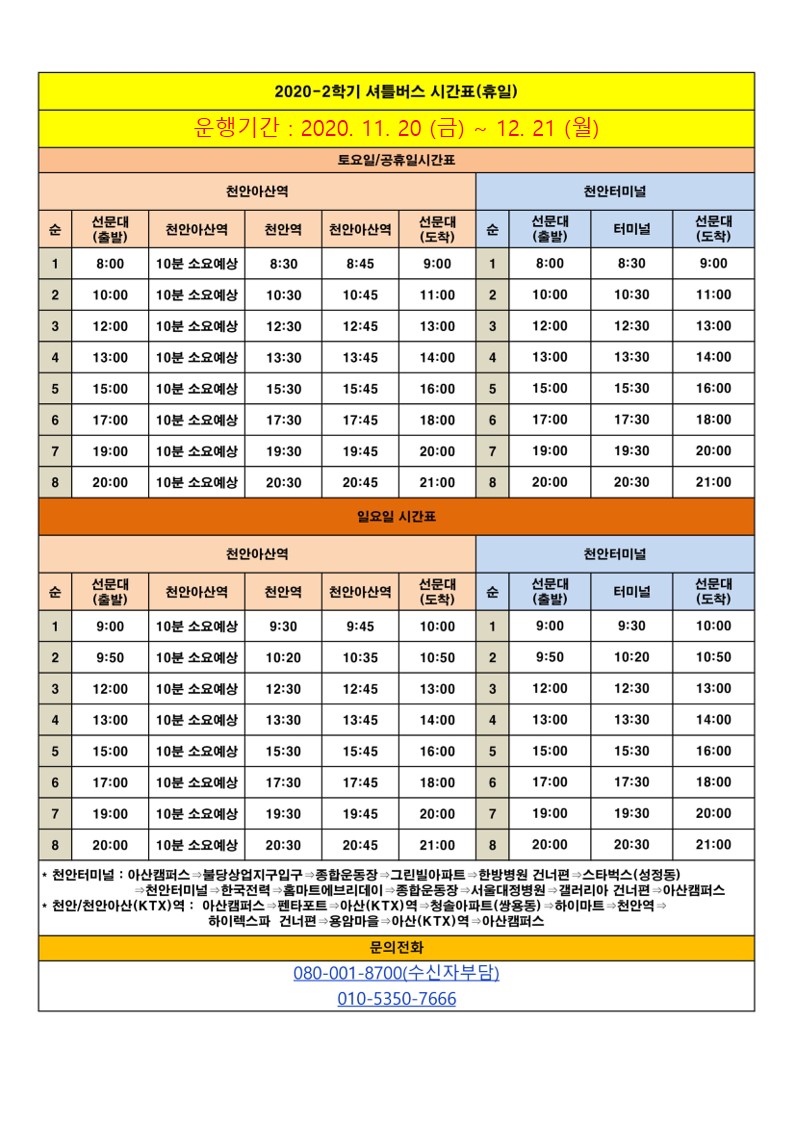 2020-2학기 셔틀버스 시간표(휴일)
운행기간 : 2020. 11. 20 (금) ~ 12. 21 (월)
토요일/공휴일시간표
천안아산역 천안터미널
순 선문대(출발) 천안아산역 천안역 천안아산역 선문대(도착) 순 선문대(출발) 터미널 선문대(도착)
1 8:00 10분 소요예상 8:30 8:45 9:00 1 8:00 8:30 9:00
2 10:00 10분 소요예상 10:30 10:45 11:00 2 10:00 10:30 11:00
3 12:00 10분 소요예상 12:30 12:45 13:00 3 12:00 12:30 13:00
4 13:00 10분 소요예상 13:30 13:45 14:00 4 13:00 13:30 14:00
5 15:00 10분 소요예상 15:30 15:45 16:00 5 15:00 15:30 16:00
6 17:00 10분 소요예상 17:30 17:45 18:00 6 17:00 17:30 18:00
7 19:00 10분 소요예상 19:30 19:45 20:00 7 19:00 19:30 20:00
8 20:00 10분 소요예상 20:30 20:45 21:00 8 20:00 20:30 21:00
일요일 시간표
천안아산역 천안터미널
순 선문대(출발) 천안아산역 천안역 천안아산역 선문대(도착) 순 선문대(출발) 터미널 선문대(도착)
1 9:00 10분 소요예상 9:30 9:45 10:00 1 9:00 9:30 10:00
2 9:50 10분 소요예상 10:20 10:35 10:50 2 9:50 10:20 10:50
3 12:00 10분 소요예상 12:30 12:45 13:00 3 12:00 12:30 13:00
4 13:00 10분 소요예상 13:30 13:45 14:00 4 13:00 13:30 14:00
5 15:00 10분 소요예상 15:30 15:45 16:00 5 15:00 15:30 16:00
6 17:00 10분 소요예상 17:30 17:45 18:00 6 17:00 17:30 18:00
7 19:00 10분 소요예상 19:30 19:45 20:00 7 19:00 19:30 20:00
8 20:00 10분 소요예상 20:30 20:45 21:00 8 20:00 20:30 21:00
* 천안터미널 : 아산캠퍼스⇒불당상업지구입구⇒종합운동장⇒그린빌아파트⇒한방병원 건너편⇒스타벅스(성정동)
⇒천안터미널⇒한국전력⇒홈마트에브리데이⇒종합운동장⇒서울대정병원⇒갤러리아 건너편⇒아산캠퍼스
* 천안/천안아산(KTX)역 : 아산캠퍼스⇒펜타포트⇒아산(KTX)역⇒청솔아파트(쌍용동)⇒하이마트⇒천안역⇒
하이렉스파 건너편⇒용암마을⇒아산(KTX)역⇒아산캠퍼스
문의전화
080-001-8700(수신자부담)
010-5350-7666